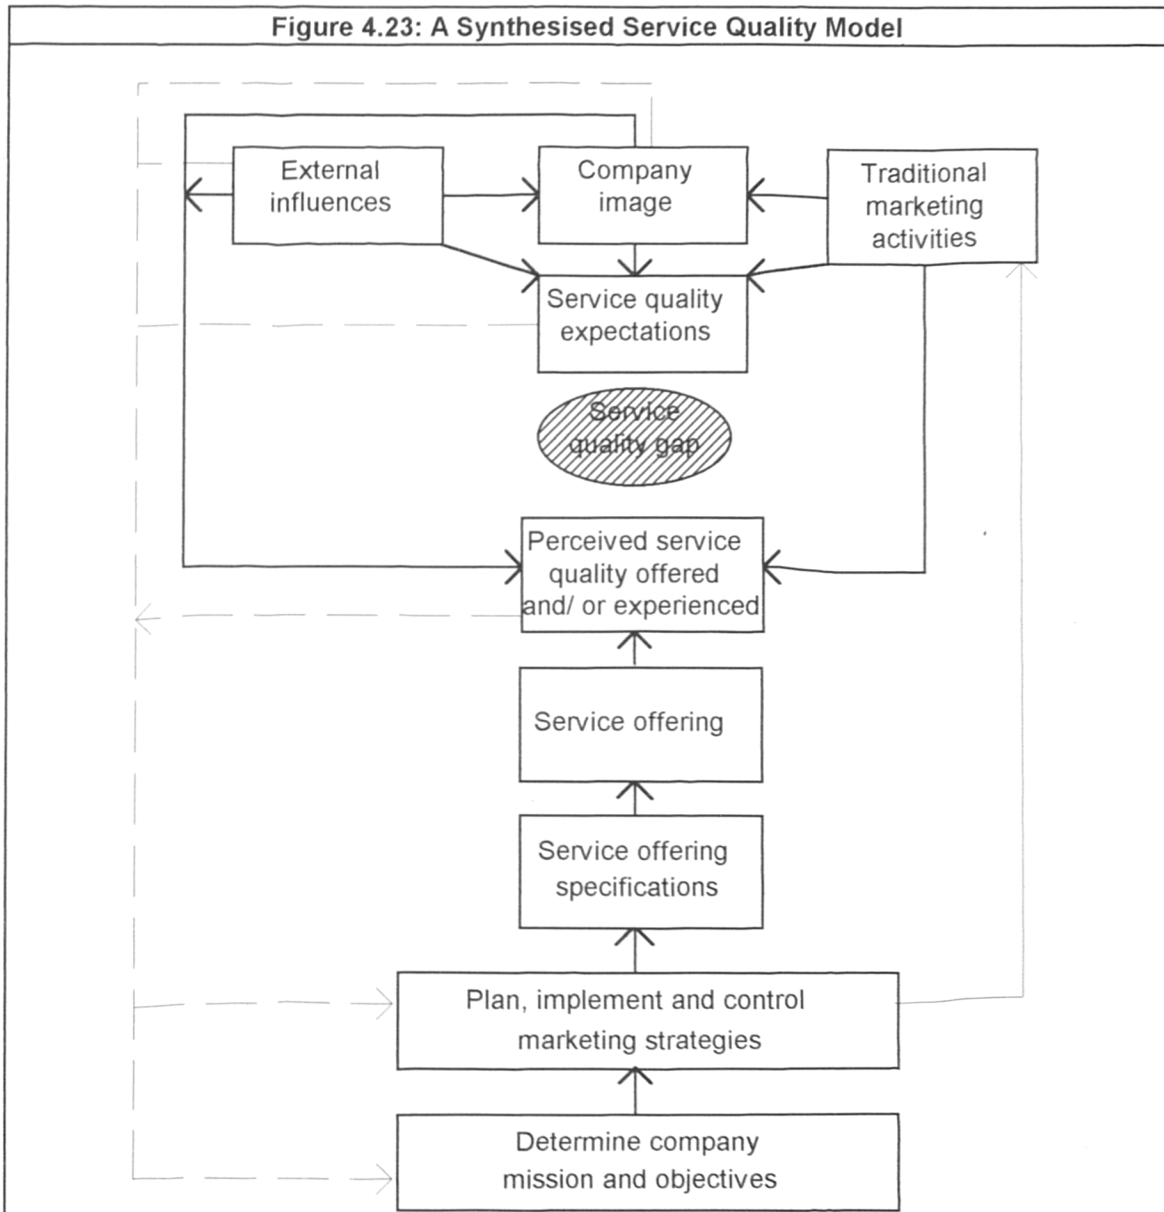 Figure 4.23: A Synthesised Service Quality Model
External
influences
Company
image
Traditional
marketing
activities
Service quality
expectations
Service
quality gap
Perceived service
quality offered
and/ or experienced
Service offering
Service offering
specifications
Plan, implement and control
marketing strategies
Determine company
mission and objectives